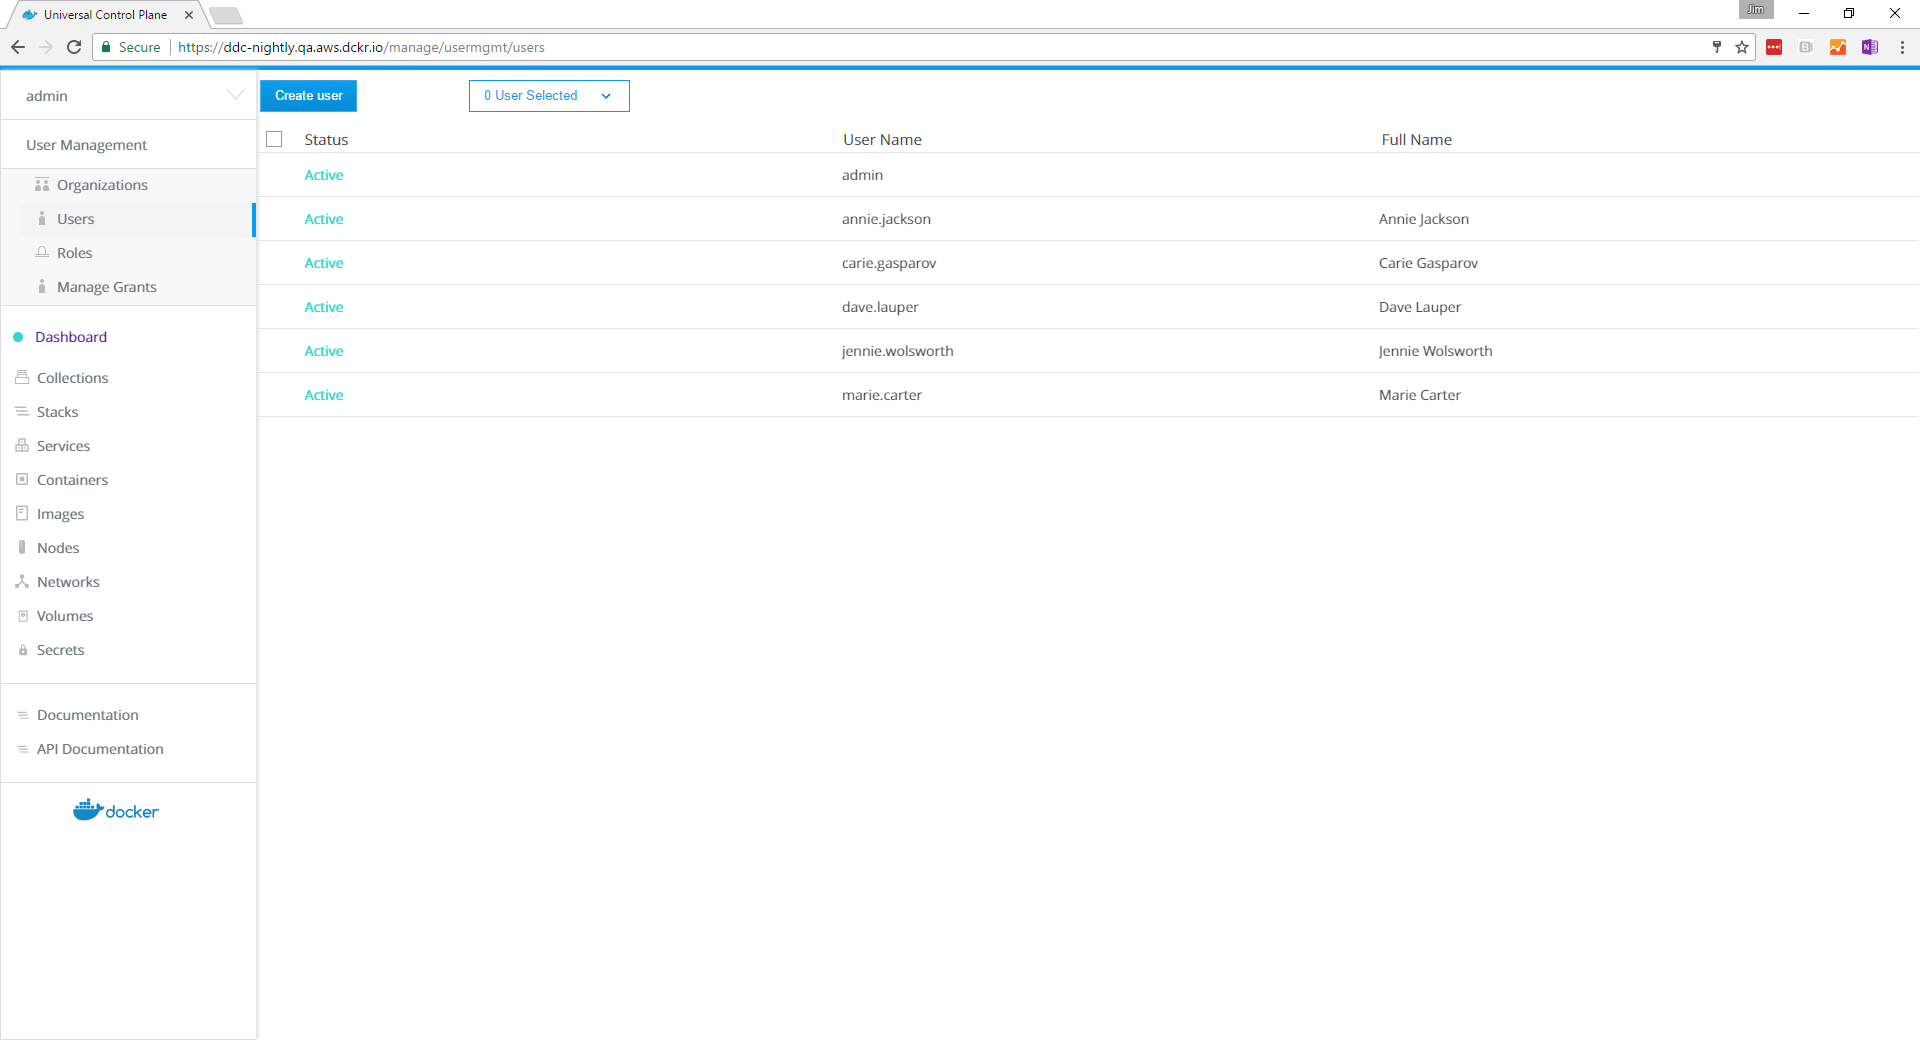 Universal Control Plane
Jim
Secure https://ddc-nightly.qa.aws.dckr.io/manage/usermgmt/users
admin
Create user
0 User Selected
User Management
Status User Name Full Name
Organizations
Active admin
Users
Active annie.jackson Annie Jackson
Roles
Active carie.gasparov Carie Gasparov
Manage Grants
Active dave.lauper Dave Lauper
Dashboard
Active jennie.wolsworth Jennie Wolsworth
Collections
Active marie.carter Marie Carter
Stacks
Services
Containers
Images
Nodes
Networks
Volumes
Secrets
Documentation
API Documentation
docker